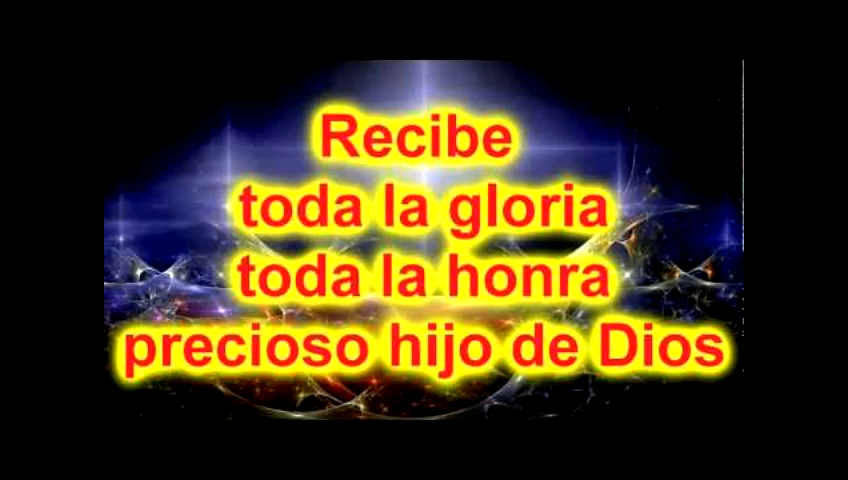 Recibe
toda la gloria
toda la honra
precioso hijo de Dios